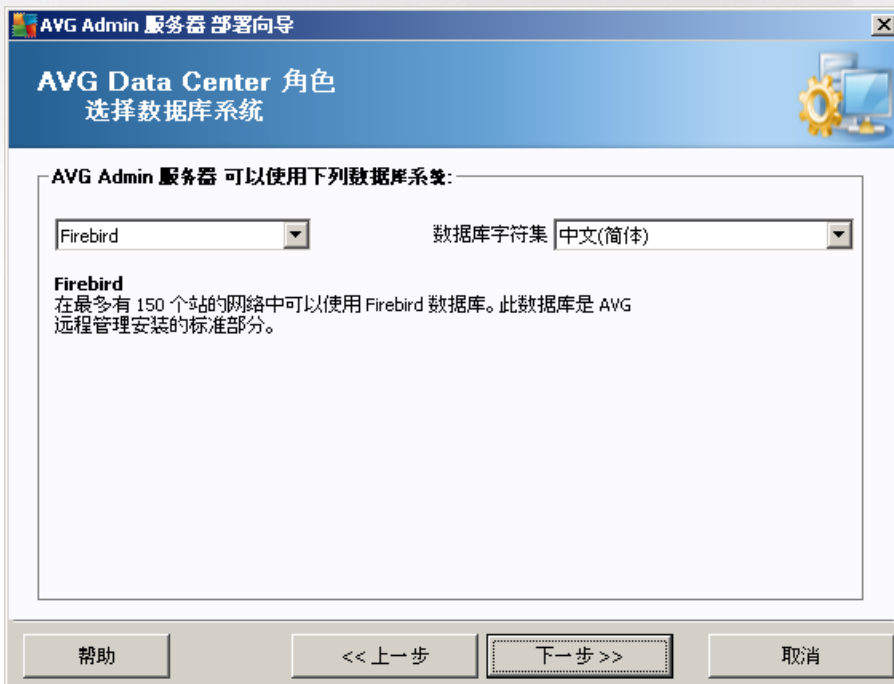 AVG Admin 服务器 部署向导
AVG Data Center 角色
选择数据库系统
AVG Admin 服务器 可以使用下列数据库系统:
Firebird 数据库字符集 中文(简体)
Firebird
在最多有 150 个站的网络中可以使用 Firebird 数据库。此数据库是 AVG
远程管理安装的标准部分。
帮助 << 上一步 下一步 >> 取消